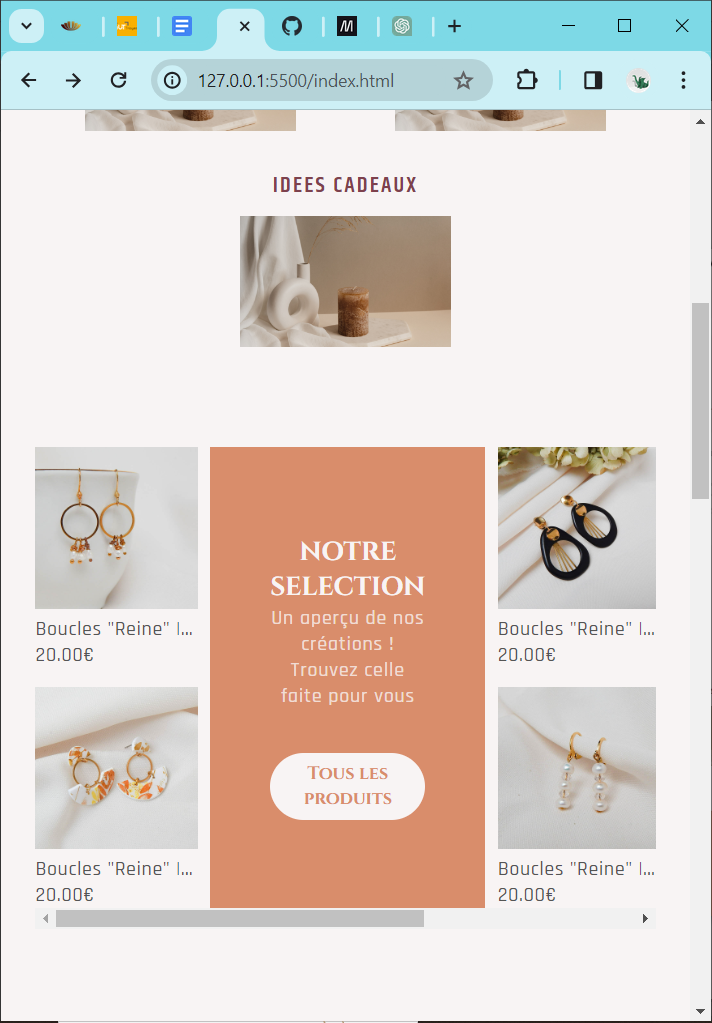 127.0.0.1:5500/index.html
IDEES CADEAUX
Boucles "Reine" |...
20.00€
NOTRE
SELECTION
Un aperçu de nos
créations !
Trouvez celle
faite pour vous
Tous les
produits
Boucles "Reine" |...
20.00€
Boucles "Reine" |...
20.00€
Boucles "Reine" |...
20.00€